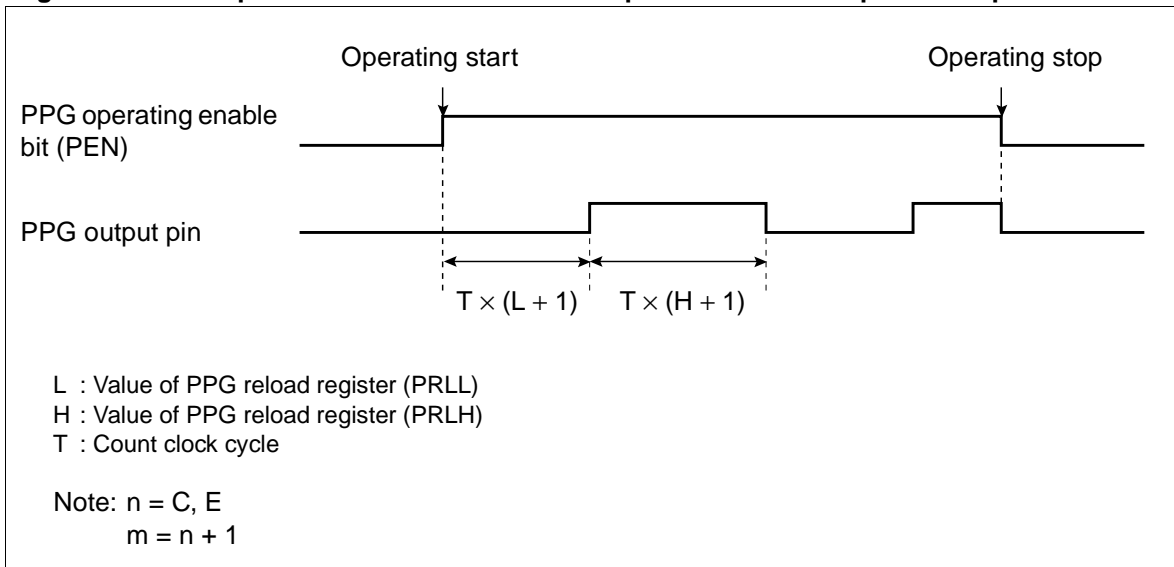 Operating start
Operating stop
PPG operating enable
bit (PEN)
PPG output pin
T × (L + 1)
T × (H + 1)
L : Value of PPG reload register (PRLL)
H : Value of PPG reload register (PRLH)
T : Count clock cycle
Note: n = C, E
m = n + 1